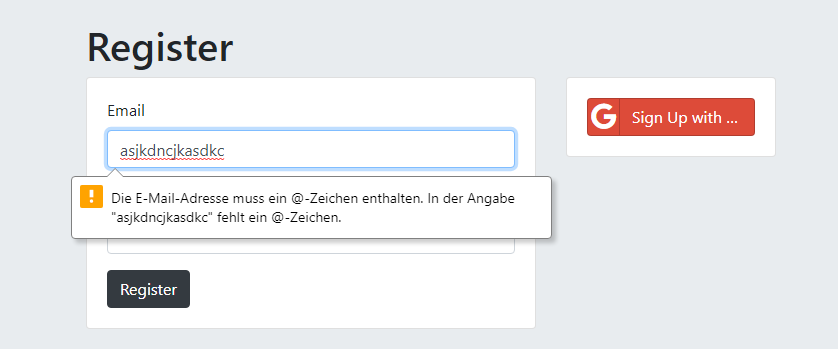 Register
Email
asjkdncjkasdkc
Die E-Mail-Adresse muss ein @-Zeichen enthalten. In der Angabe
"asjkdncjkasdkc" fehlt ein @-Zeichen.
Register
G Sign Up with ...